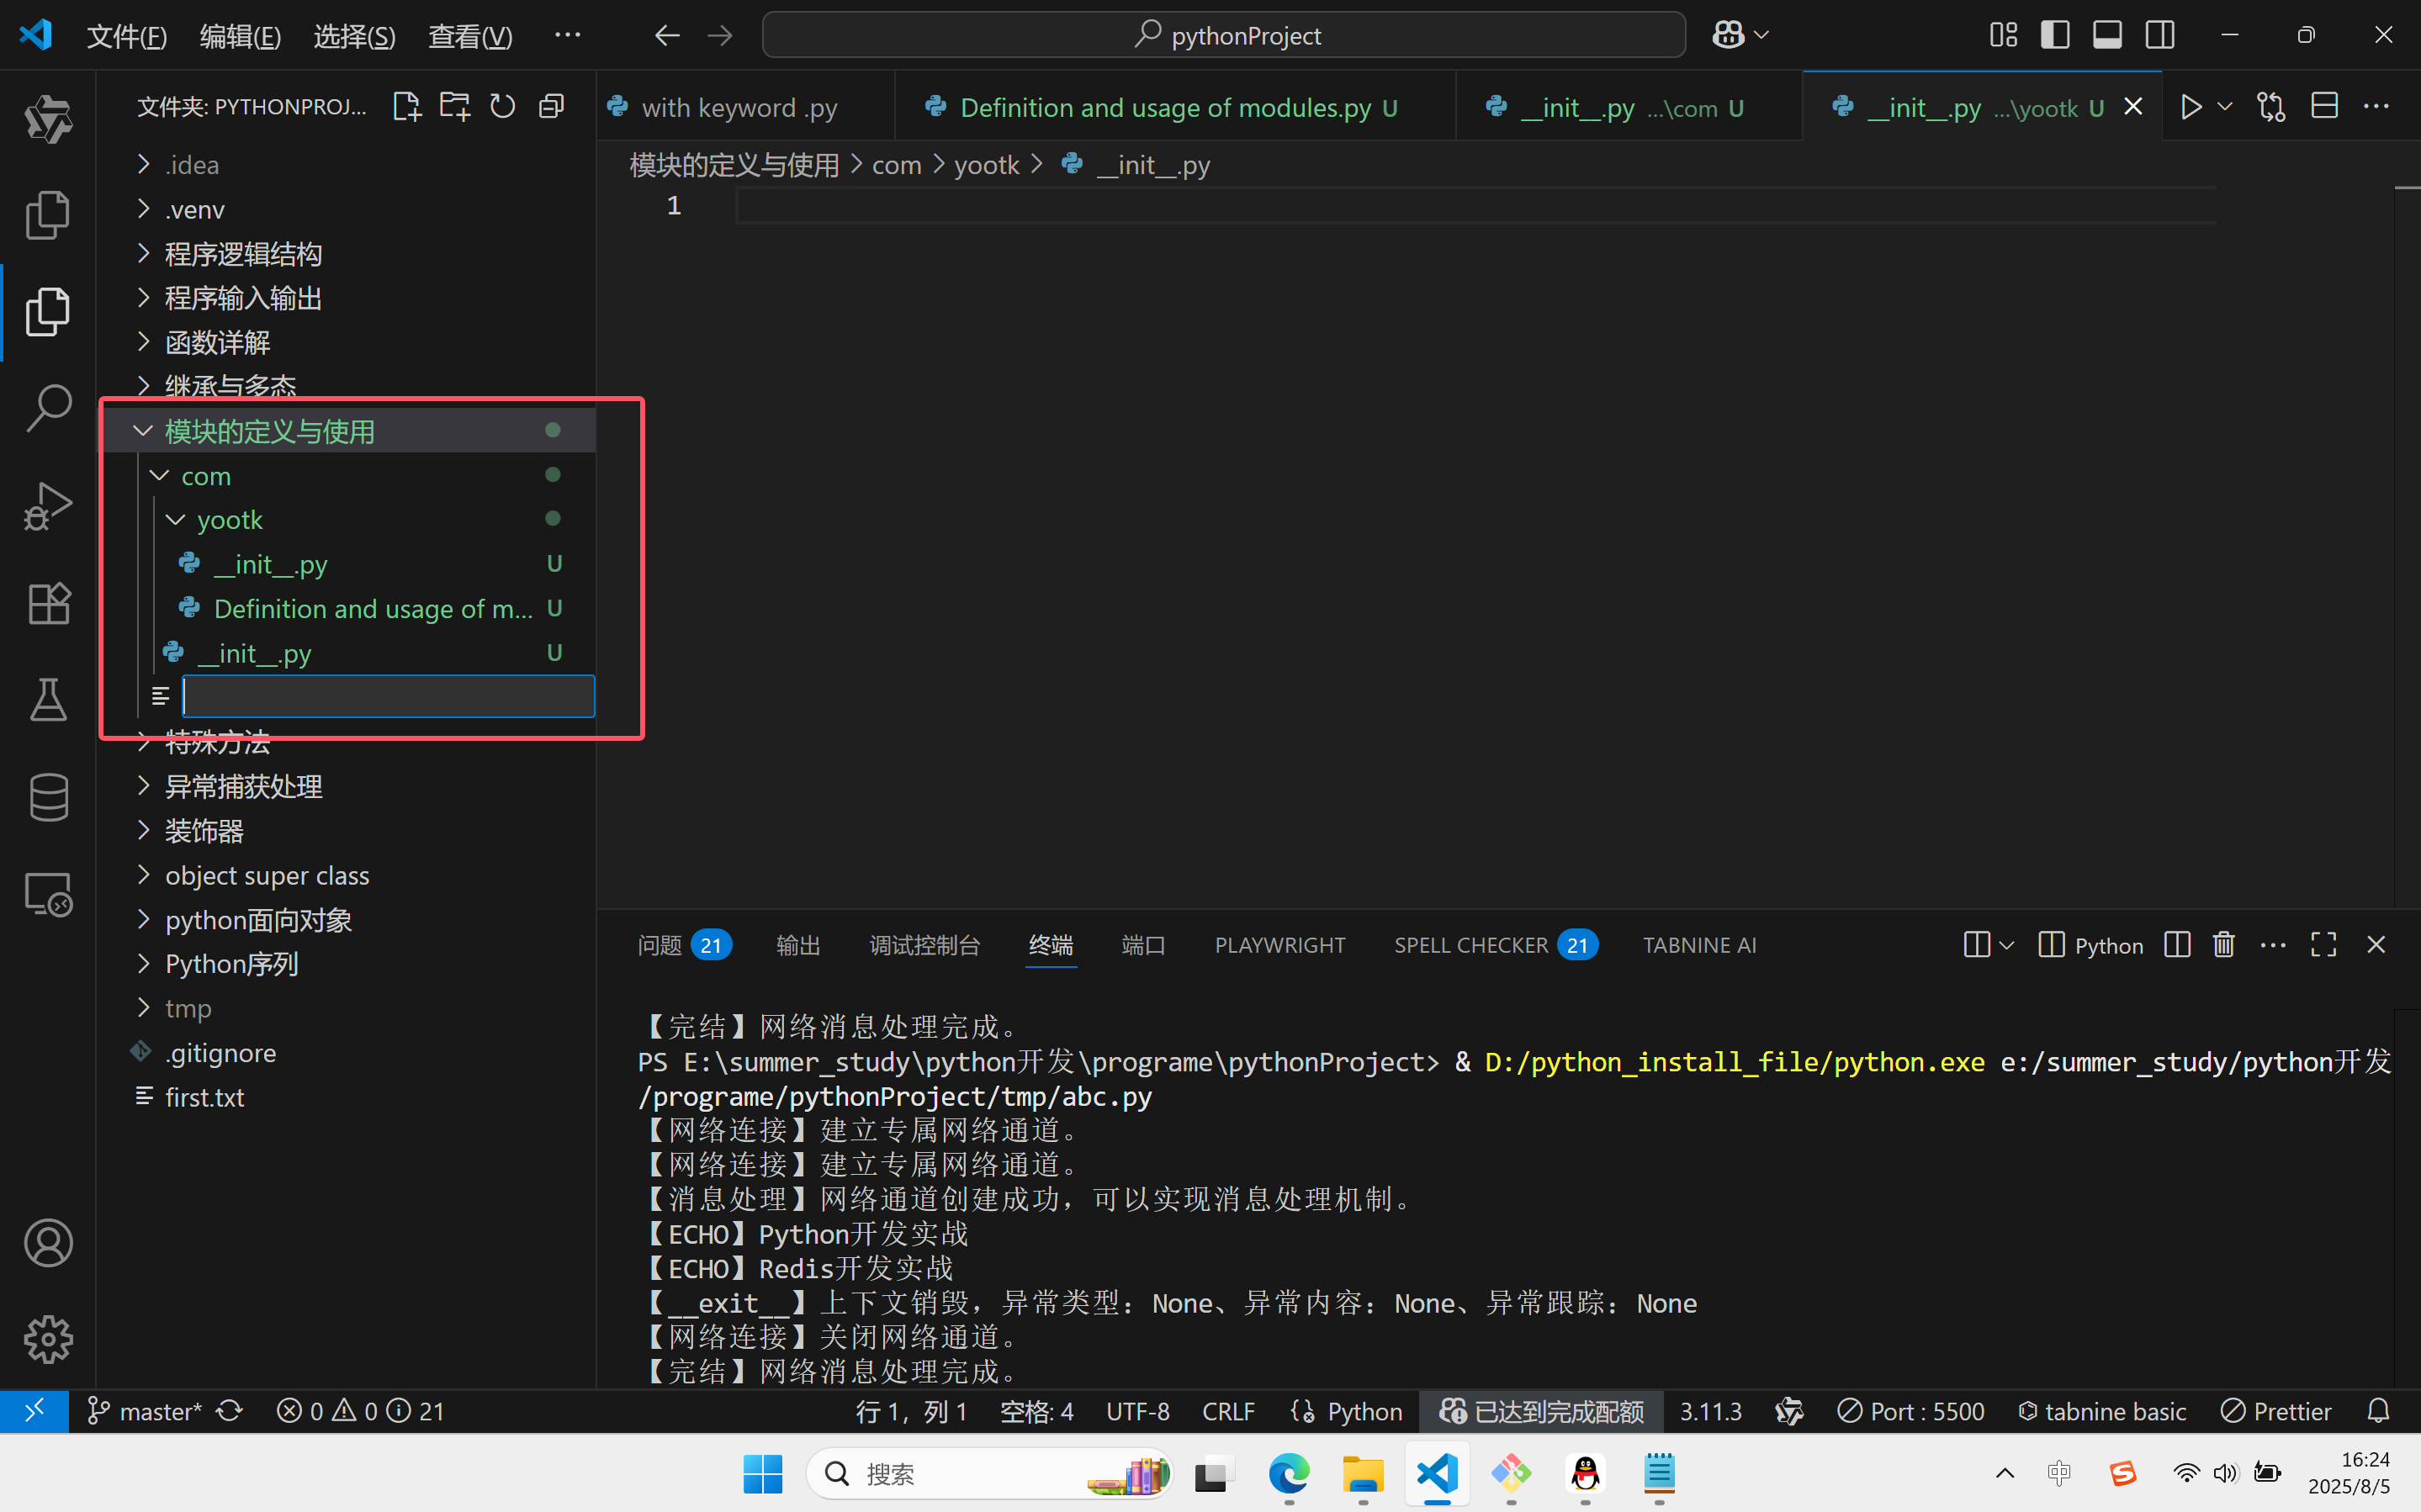 文件(F) 编辑(E) 选择(S) 查看(V) ··· pythonProject
文件夹: PYTHONPROJ...
with keyword .py
Definition and usage of modules.py U
__init__.py ...\com U
__init__.py ...\yootk U
模块的定义与使用 > com > yootk > __init__.py
1
.idea
.venv
程序逻辑结构
程序输入输出
函数详解
继承与多态
模块的定义与使用
com
yootk
__init__.py U
Definition and usage of m... U
__init__.py U
特殊方法
异常捕获处理
装饰器
object super class
python面向对象
Python序列
tmp
.gitignore
first.txt
问题 21 输出 调试控制台 终端 端口 PLAYWRIGHT SPELL CHECKER 21 TABNINE AI Python
【完结】网络消息处理完成。
PS E:\summer_study\python开发\programe\pythonProject> & D:/python_install_file/python.exe e:/summer_study/python开发
/programe/pythonProject/tmp/abc.py
【网络连接】建立专属网络通道。
【网络连接】建立专属网络通道。
【消息处理】网络通道创建成功，可以实现消息处理机制。
【ECHO】Python开发实战
【ECHO】Redis开发实战
【__exit__】上下文销毁，异常类型：None、异常内容：None、异常跟踪：None
【网络连接】关闭网络通道。
【完结】网络消息处理完成。
master* 0 0 21 行 1，列 1 空格: 4 UTF-8 CRLF Python 已达到完成配额 3.11.3 Port : 5500 tabnine basic Prettier
搜索
中
16:24
2025/8/5